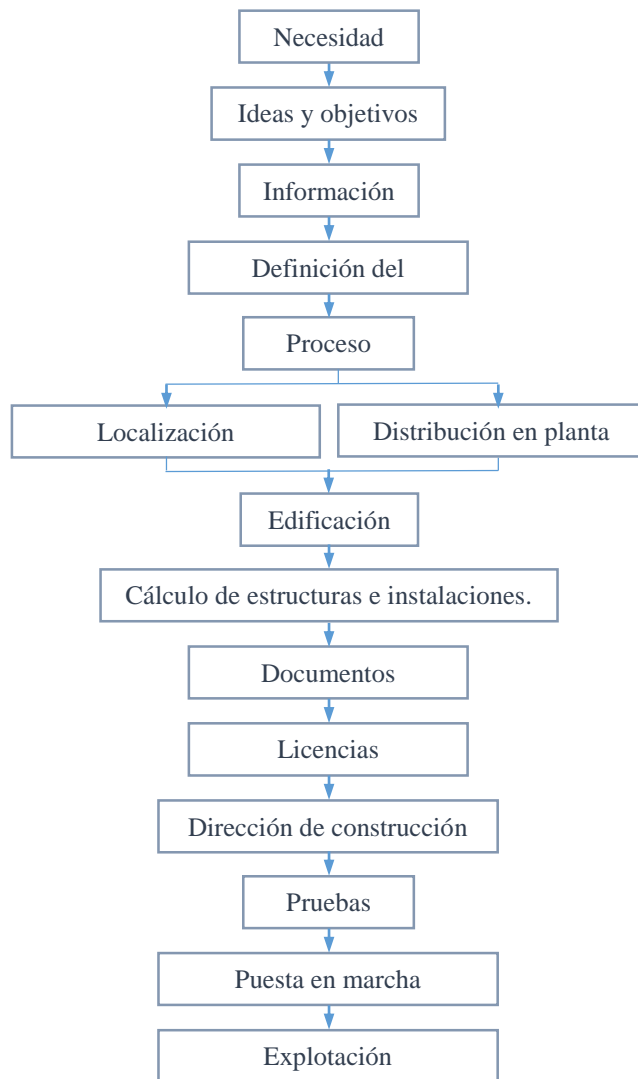 Necesidad
Ideas y objetivos
Información
Definición del
Proceso
Localización
Distribución en planta
Edificación
Cálculo de estructuras e instalaciones.
Documentos
Licencias
Dirección de construcción
Pruebas
Puesta en marcha
Explotación